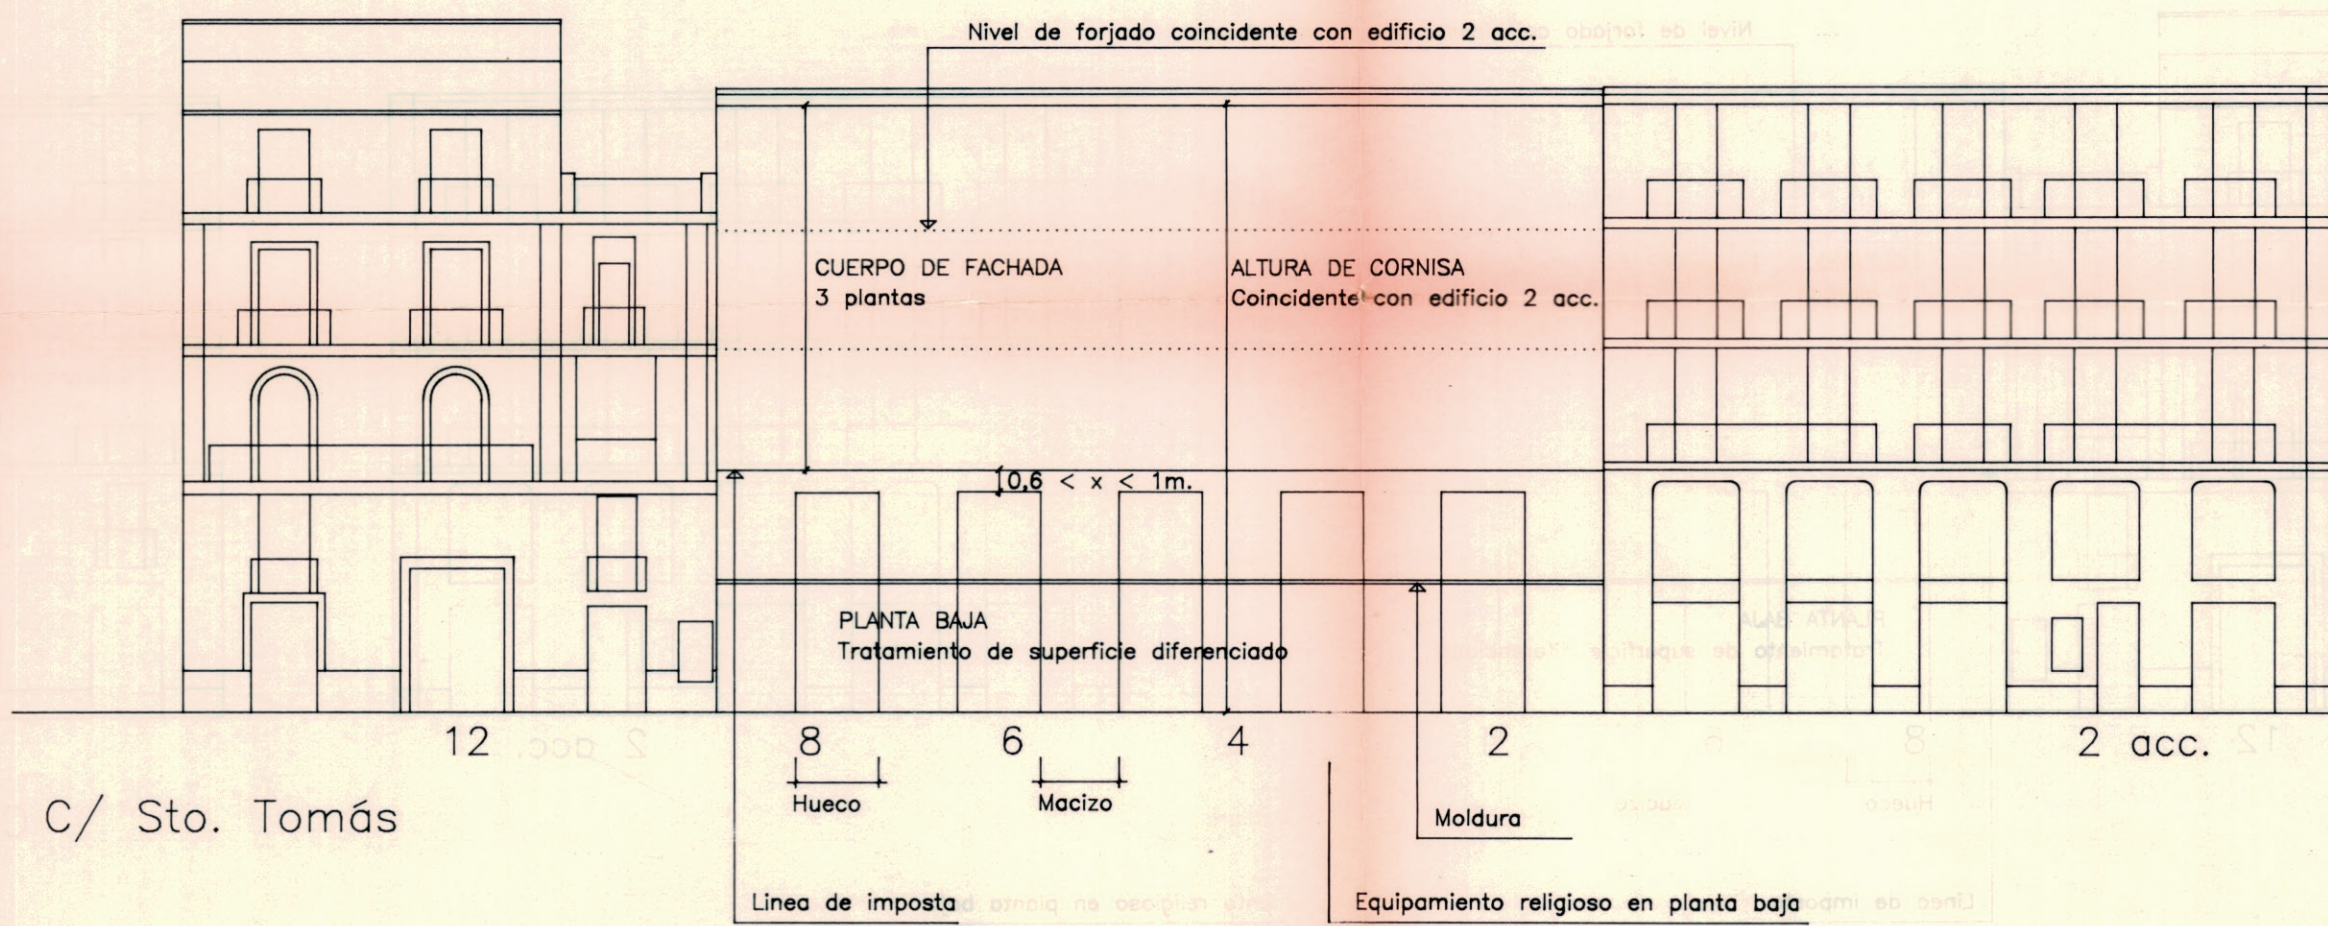 Nivel de forjado coincidente con edificio 2 acc.
CUERPO DE FACHADA
3 plantas
ALTURA DE CORNISA
Coincidente con edificio 2 acc.
0,6 < x < 1m.
PLANTA BAJA
Tratamiento de superficie diferenciado
12
8
6
4
2
2 acc.
Hueco
Macizo
C/ Sto. Tomás
Moldura
Linea de imposta
Equipamiento religioso en planta baja